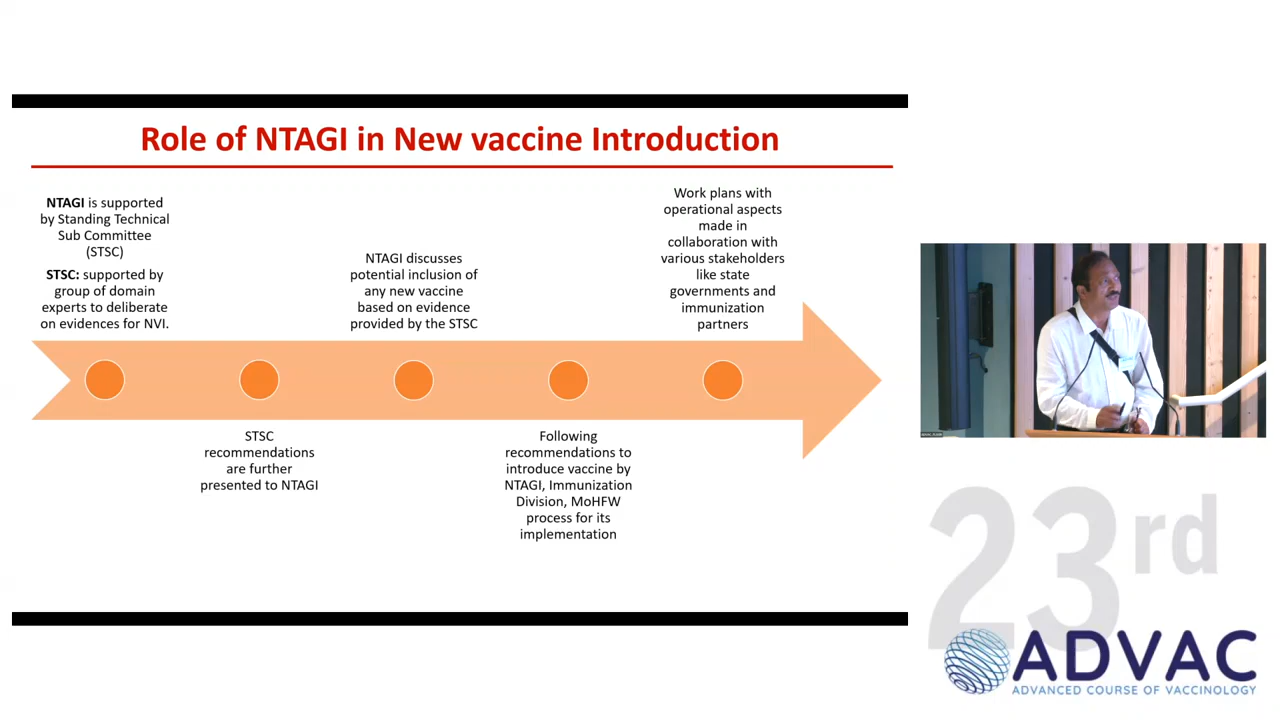 Role of NTAGI in New vaccine Introduction
NTAGI is supported
by Standing Technical
Sub Committee
(STSC)
STSC: supported by
group of domain
experts to deliberate
on evidences for NVI.
STSC
recommendations
are further
presented to NTAGI
NTAGI discusses
potential inclusion of
any new vaccine
based on evidence
provided by the STSC
Following
recommendations to
introduce vaccine by
NTAGI, Immunization
Division, MoHFW
process for its
implementation
Work plans with
operational aspects
made in
collaboration with
various stakeholders
like state
governments and
immunization
partners
23rd
ADVAC
ADVANCED COURSE OF VACCINOLOGY